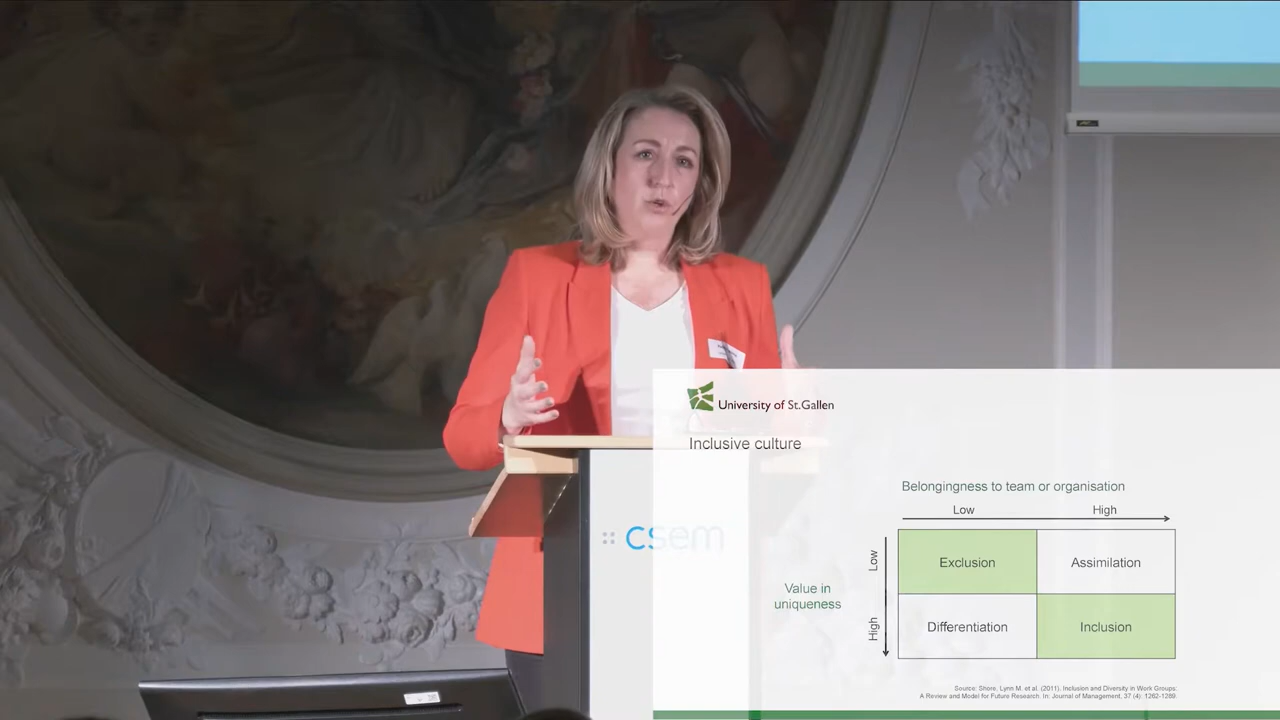 University of St.Gallen
Inclusive culture
Belongingness to team or organisation
Low
High
Low
Exclusion
Assimilation
Value in
uniqueness
High
Differentiation
Inclusion
csem
Source: Shore, Lynn M. et al. (2011). Inclusion and Diversity in Work Groups:
A Review and Model for Future Research. In: Journal of Management, 37 (4): 1262-1289.